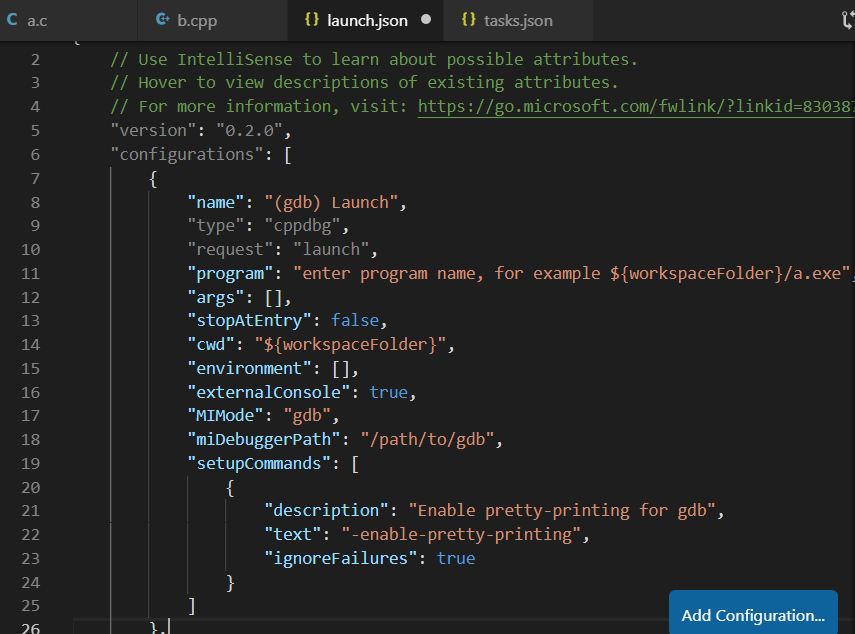 a.c b.cpp launch.json tasks.json
{
2 // Use IntelliSense to learn about possible attributes.
3 // Hover to view descriptions of existing attributes.
4 // For more information, visit: https://go.microsoft.com/fwlink/?linkid=830387
5 "version": "0.2.0",
6 "configurations": [
7 {
8 "name": "(gdb) Launch",
9 "type": "cppdbg",
10 "request": "launch",
11 "program": "enter program name, for example ${workspaceFolder}/a.exe",
12 "args": [],
13 "stopAtEntry": false,
14 "cwd": "${workspaceFolder}",
15 "environment": [],
16 "externalConsole": true,
17 "MIMode": "gdb",
18 "miDebuggerPath": "/path/to/gdb",
19 "setupCommands": [
20 {
21 "description": "Enable pretty-printing for gdb",
22 "text": "-enable-pretty-printing",
23 "ignoreFailures": true
24 }
25 ]
26 },
Add Configuration...